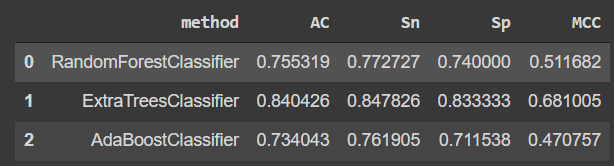 method AC Sn Sp MCC
0 RandomForestClassifier 0.755319 0.772727 0.740000 0.511682
1 ExtraTreesClassifier 0.840426 0.847826 0.833333 0.681005
2 AdaBoostClassifier 0.734043 0.761905 0.711538 0.470757